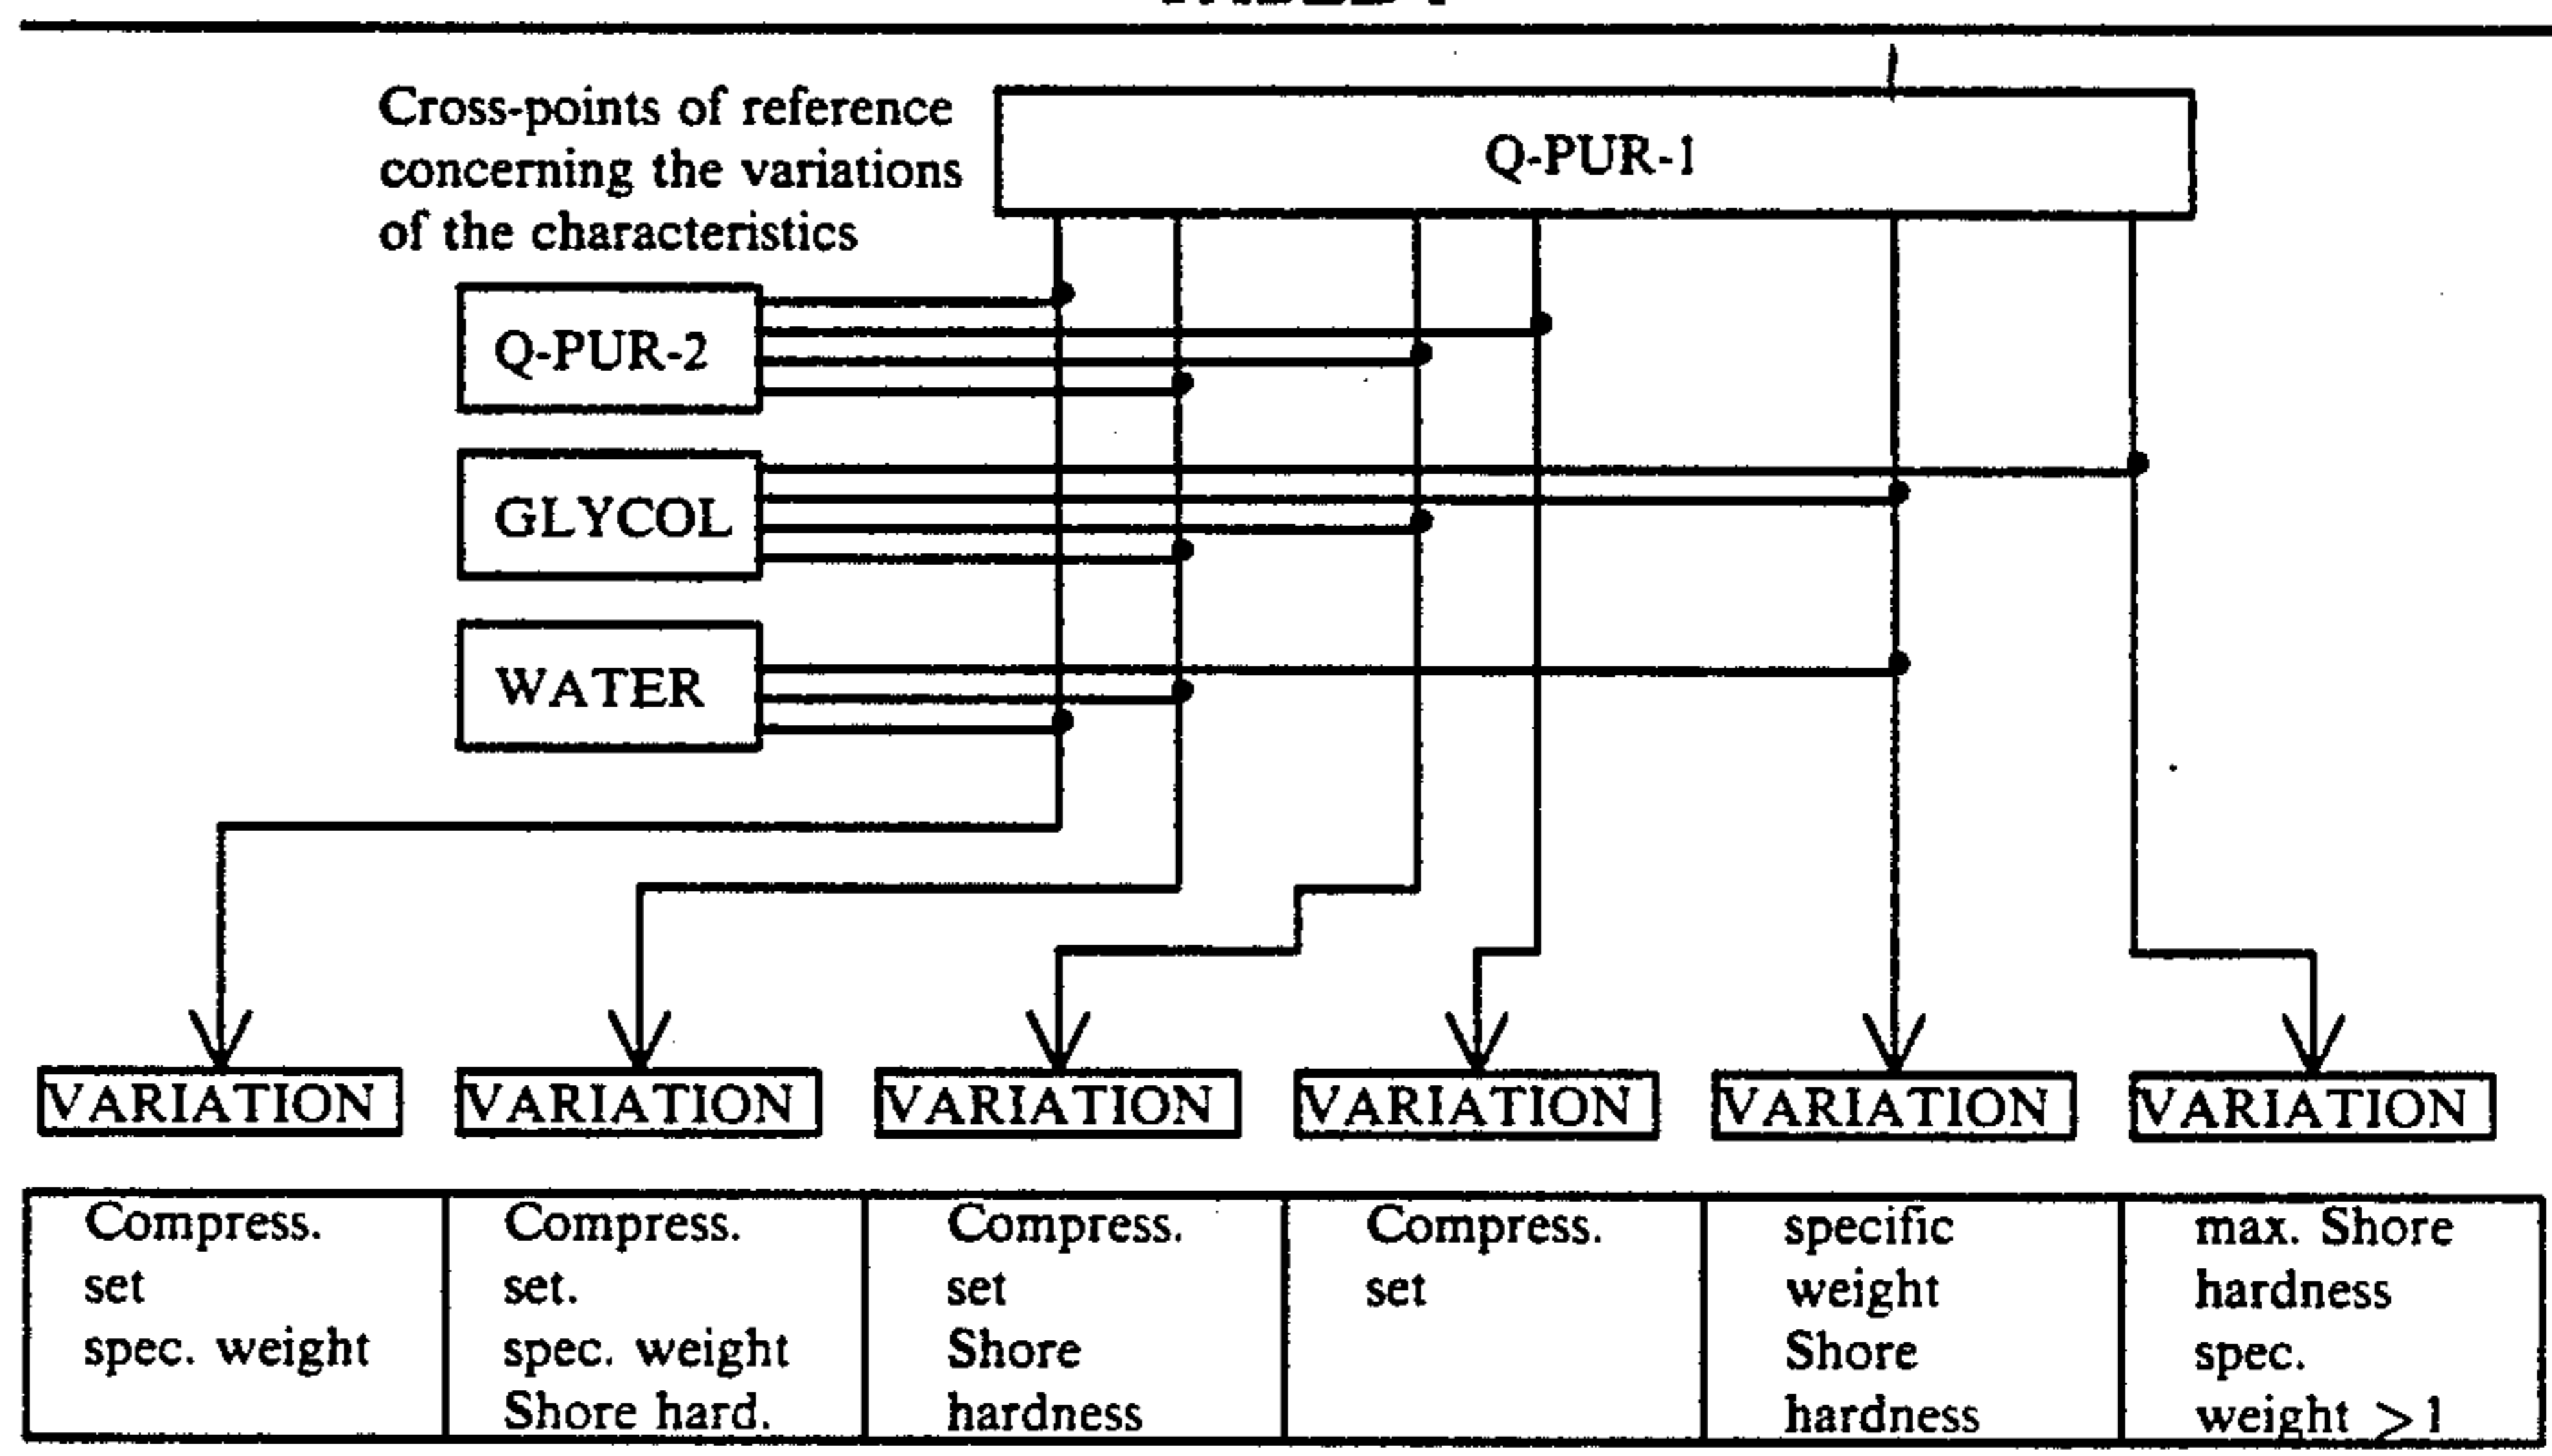 Cross-points of reference
concerning the variations
of the characteristics
Q-PUR-1
Q-PUR-2
GLYCOL
WATER
VARIATION VARIATION VARIATION VARIATION VARIATION VARIATION
Compress. Compress. Compress. Compress. specific max. Shore
set set. set set weight hardness
spec. weight spec. weight Shore Shore spec.
Shore hard. hardness hardness weight >1